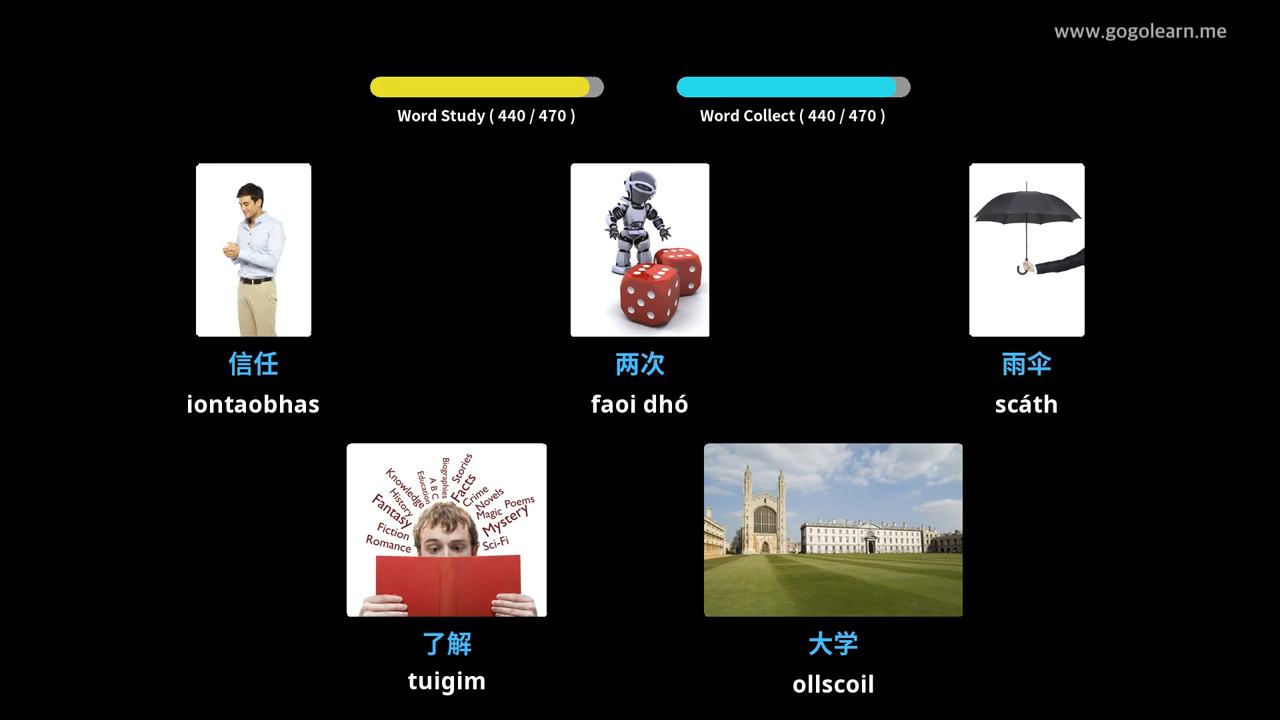 www.gogolearn.me
Word Study ( 440 / 470 )
Word Collect ( 440 / 470 )
信任
iontaobhas
两次
faoi dhó
雨伞
scáth
Knowledge
History
Fantasy
Fiction
Romance
Education
A B C
Biographies
Stories
Facts
Crime
Novels
Magic
Poems
Mystery
Sci-Fi
了解
tuigim
大学
ollscoil